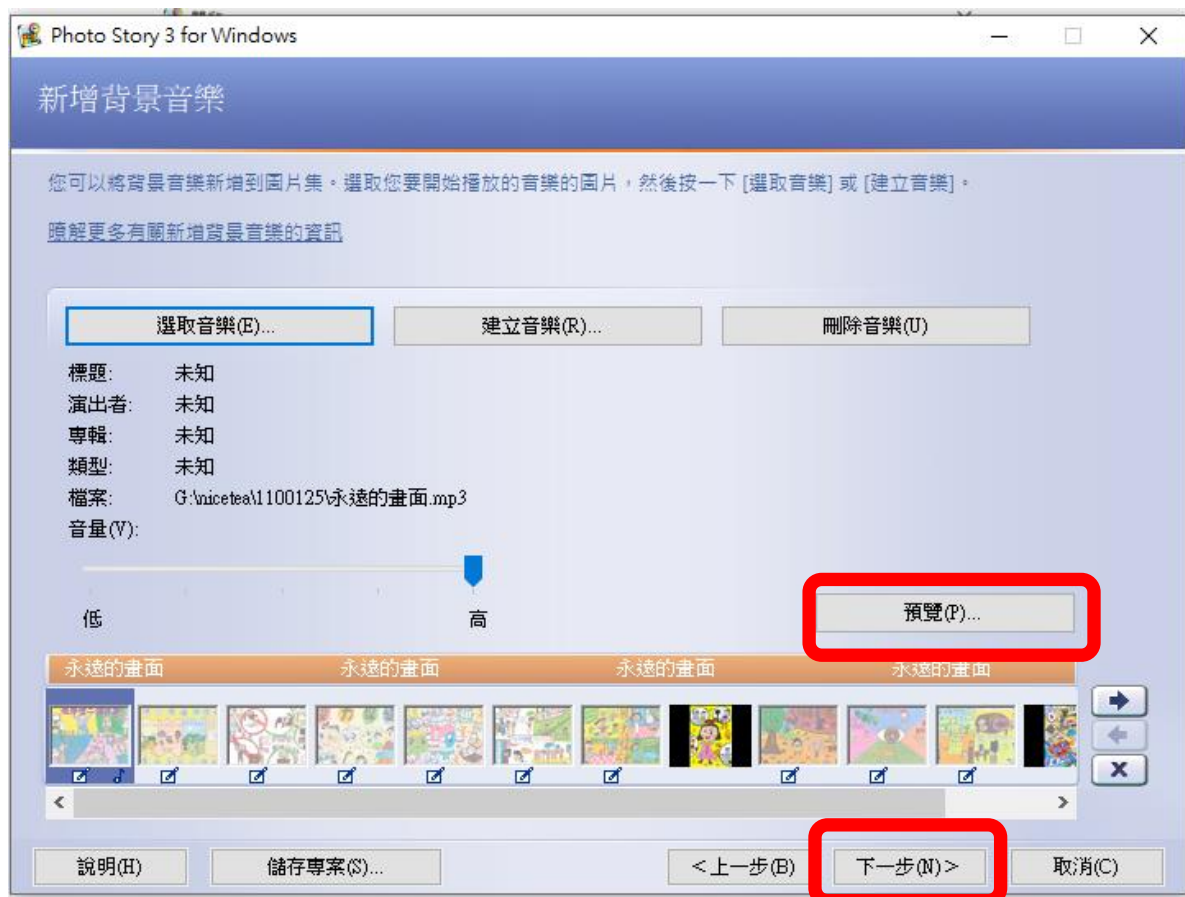 Photo Story 3 for Windows
新增背景音樂
您可以將背景音樂新增到圖片集。選取您要開始播放的音樂的圖片，然後按一下 [選取音樂] 或 [建立音樂]。
瞭解更多有關新增背景音樂的資訊
選取音樂(E)... 建立音樂(R)... 刪除音樂(U)
標題: 未知
演出者: 未知
專輯: 未知
類型: 未知
檔案: G:\nicetea\1100125\永遠的畫面.mp3
音量(V):
低 高 預覽(P)...
永遠的畫面 永遠的畫面 永遠的畫面 永遠的畫面
說明(H) 儲存專案(S)... <上一步(B) 下一步(N)> 取消(C)